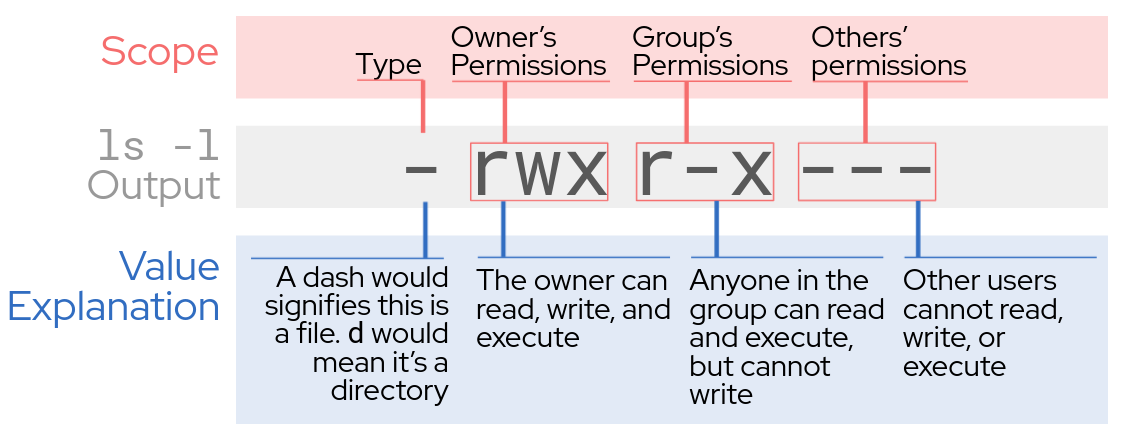 Scope
Type
Owner's
Permissions
Group's
Permissions
Others'
permissions
ls -l
Output
- rwx r-x ---
Value
Explanation
A dash would
signifies this is
a file. d would
mean it's a
directory
The owner can
read, write, and
execute
Anyone in the
group can read
and execute,
but cannot
write
Other users
cannot read,
write, or
execute